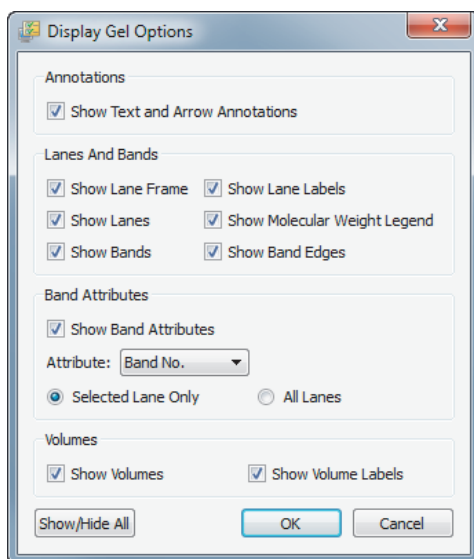 Display Gel Options
Annotations
Show Text and Arrow Annotations
Lanes And Bands
Show Lane Frame Show Lane Labels
Show Lanes Show Molecular Weight Legend
Show Bands Show Band Edges
Band Attributes
Show Band Attributes
Attribute: Band No.
Selected Lane Only All Lanes
Volumes
Show Volumes Show Volume Labels
Show/Hide All OK Cancel